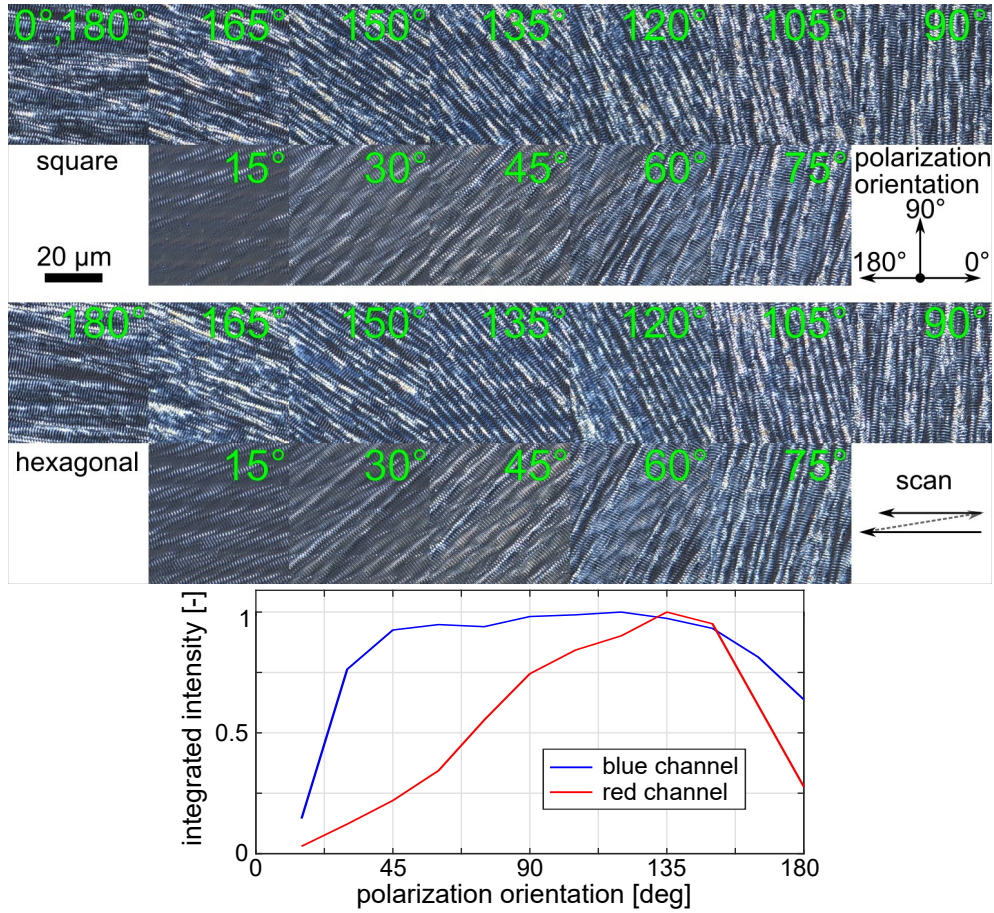 0°,180° 165° 150° 135° 120° 105° 90°
square 15° 30° 45° 60° 75° polarization
orientation
90°
20 µm 180° 0°
180° 165° 150° 135° 120° 105° 90°
hexagonal 15° 30° 45° 60° 75° scan
integrated intensity [-]
1
0.5
0
blue channel
red channel
0 45 90 135 180
polarization orientation [deg]